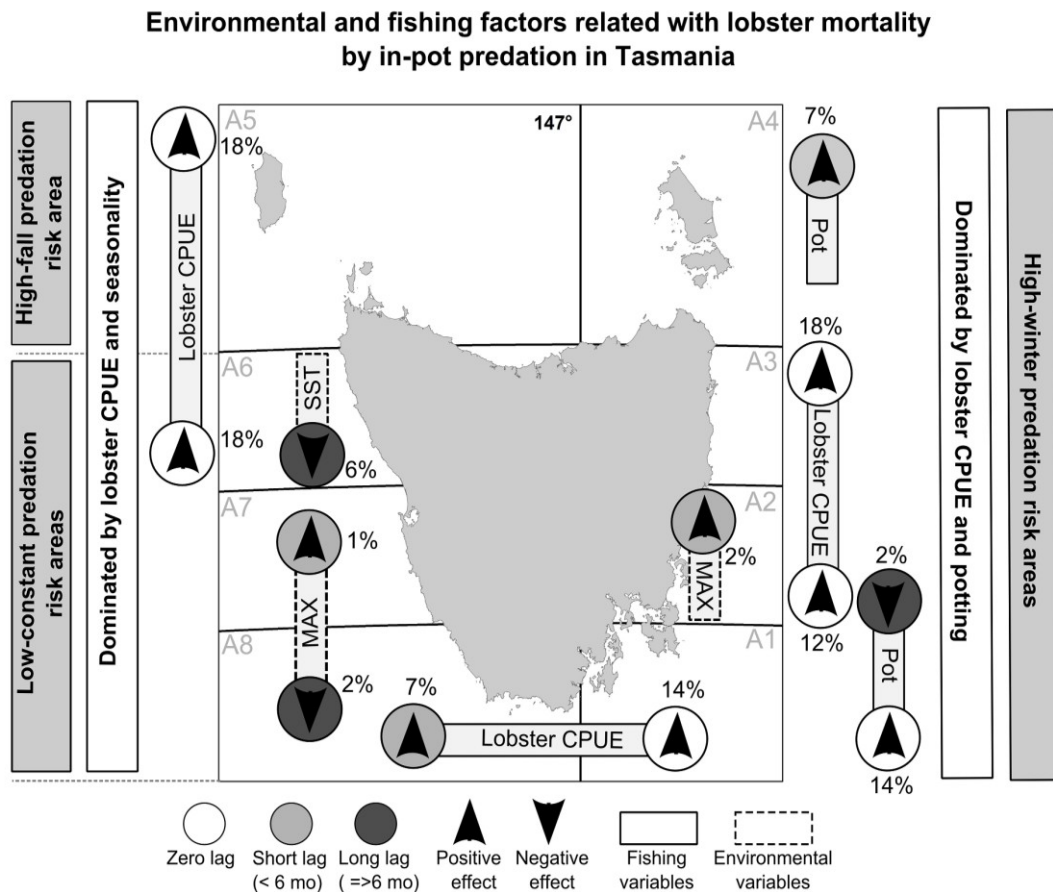 Environmental and fishing factors related with lobster mortality
by in-pot predation in Tasmania
High-fall predation
risk area
Low-constant predation
risk areas
Dominated by lobster CPUE and seasonality
18%
Lobster CPUE
18%
A5
147°
A4
A6
SST
6%
A3
A7
1%
MAX
2%
A8
A2
2%
MAX
A1
7%
Lobster CPUE
14%
7%
Pot
18%
Lobster CPUE
12%
2%
Pot
14%
Dominated by lobster CPUE and potting
High-winter predation risk areas
Zero lag
Short lag
(< 6 mo)
Long lag
( =>6 mo)
Positive
effect
Negative
effect
Fishing
variables
Environmental
variables